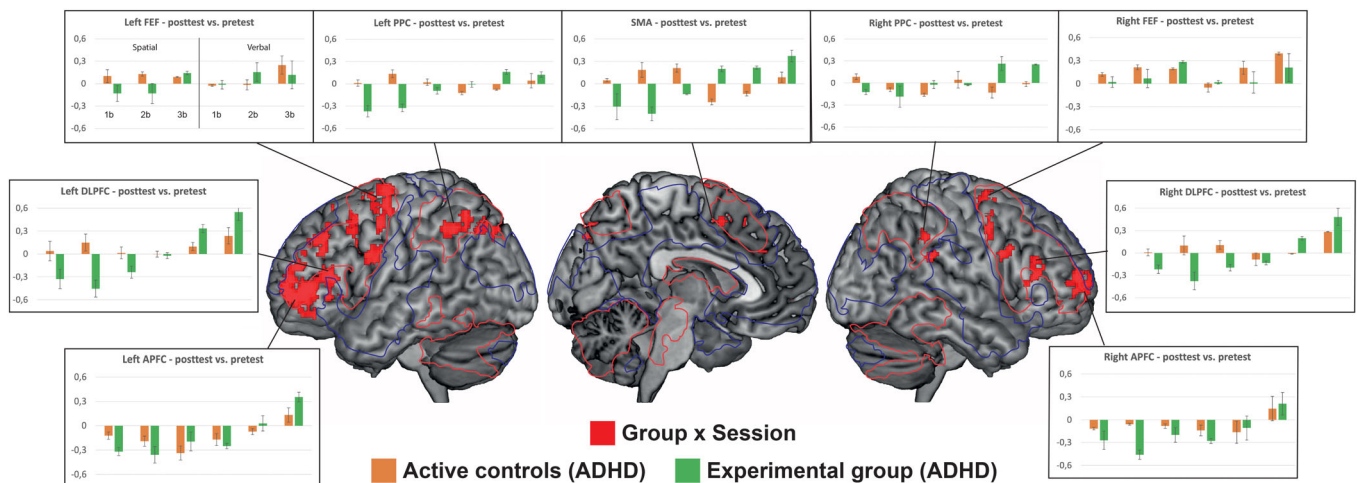 Left FEF - posttest vs. pretest
0,6
Spatial
Verbal
0,3
0
-0,3
1b
2b
3b
1b
2b
3b
-0,6
Left PPC - posttest vs. pretest
0,6
0,3
0
-0,3
-0,6
SMA - posttest vs. pretest
0,6
0,3
0
-0,3
-0,6
Right PPC - posttest vs. pretest
0,6
0,3
0
-0,3
-0,6
Right FEF - posttest vs. pretest
0,6
0,3
0
-0,3
-0,6
Left DLPFC - posttest vs. pretest
0,6
0,3
0
-0,3
-0,6
Right DLPFC - posttest vs. pretest
0,6
0,3
0
-0,3
-0,6
Left APFC - posttest vs. pretest
0,6
0,3
0
-0,3
-0,6
Right APFC - posttest vs. pretest
0,6
0,3
0
-0,3
-0,6
Group x Session
Active controls (ADHD)
Experimental group (ADHD)